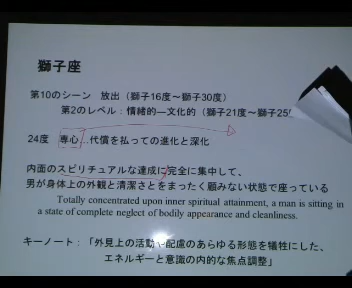 獅子座
第10のシーン 放出（獅子16度～獅子30度）
第2のレベル：情緒的―文化的（獅子21度～獅子25
24度 専心…代償を払っての進化と深化
内面のスピリチュアルな達成に完全に集中して、
男が身体上の外観と清潔さとをまったく顧みない状態で座っている
Totally concentrated upon inner spiritual attainment, a man is sitting in
a state of complete neglect of bodily appearance and cleanliness.
キーノート：「外見上の活動や配慮のあらゆる形態を犠牲にした、
エネルギーと意識の内的な焦点調整」